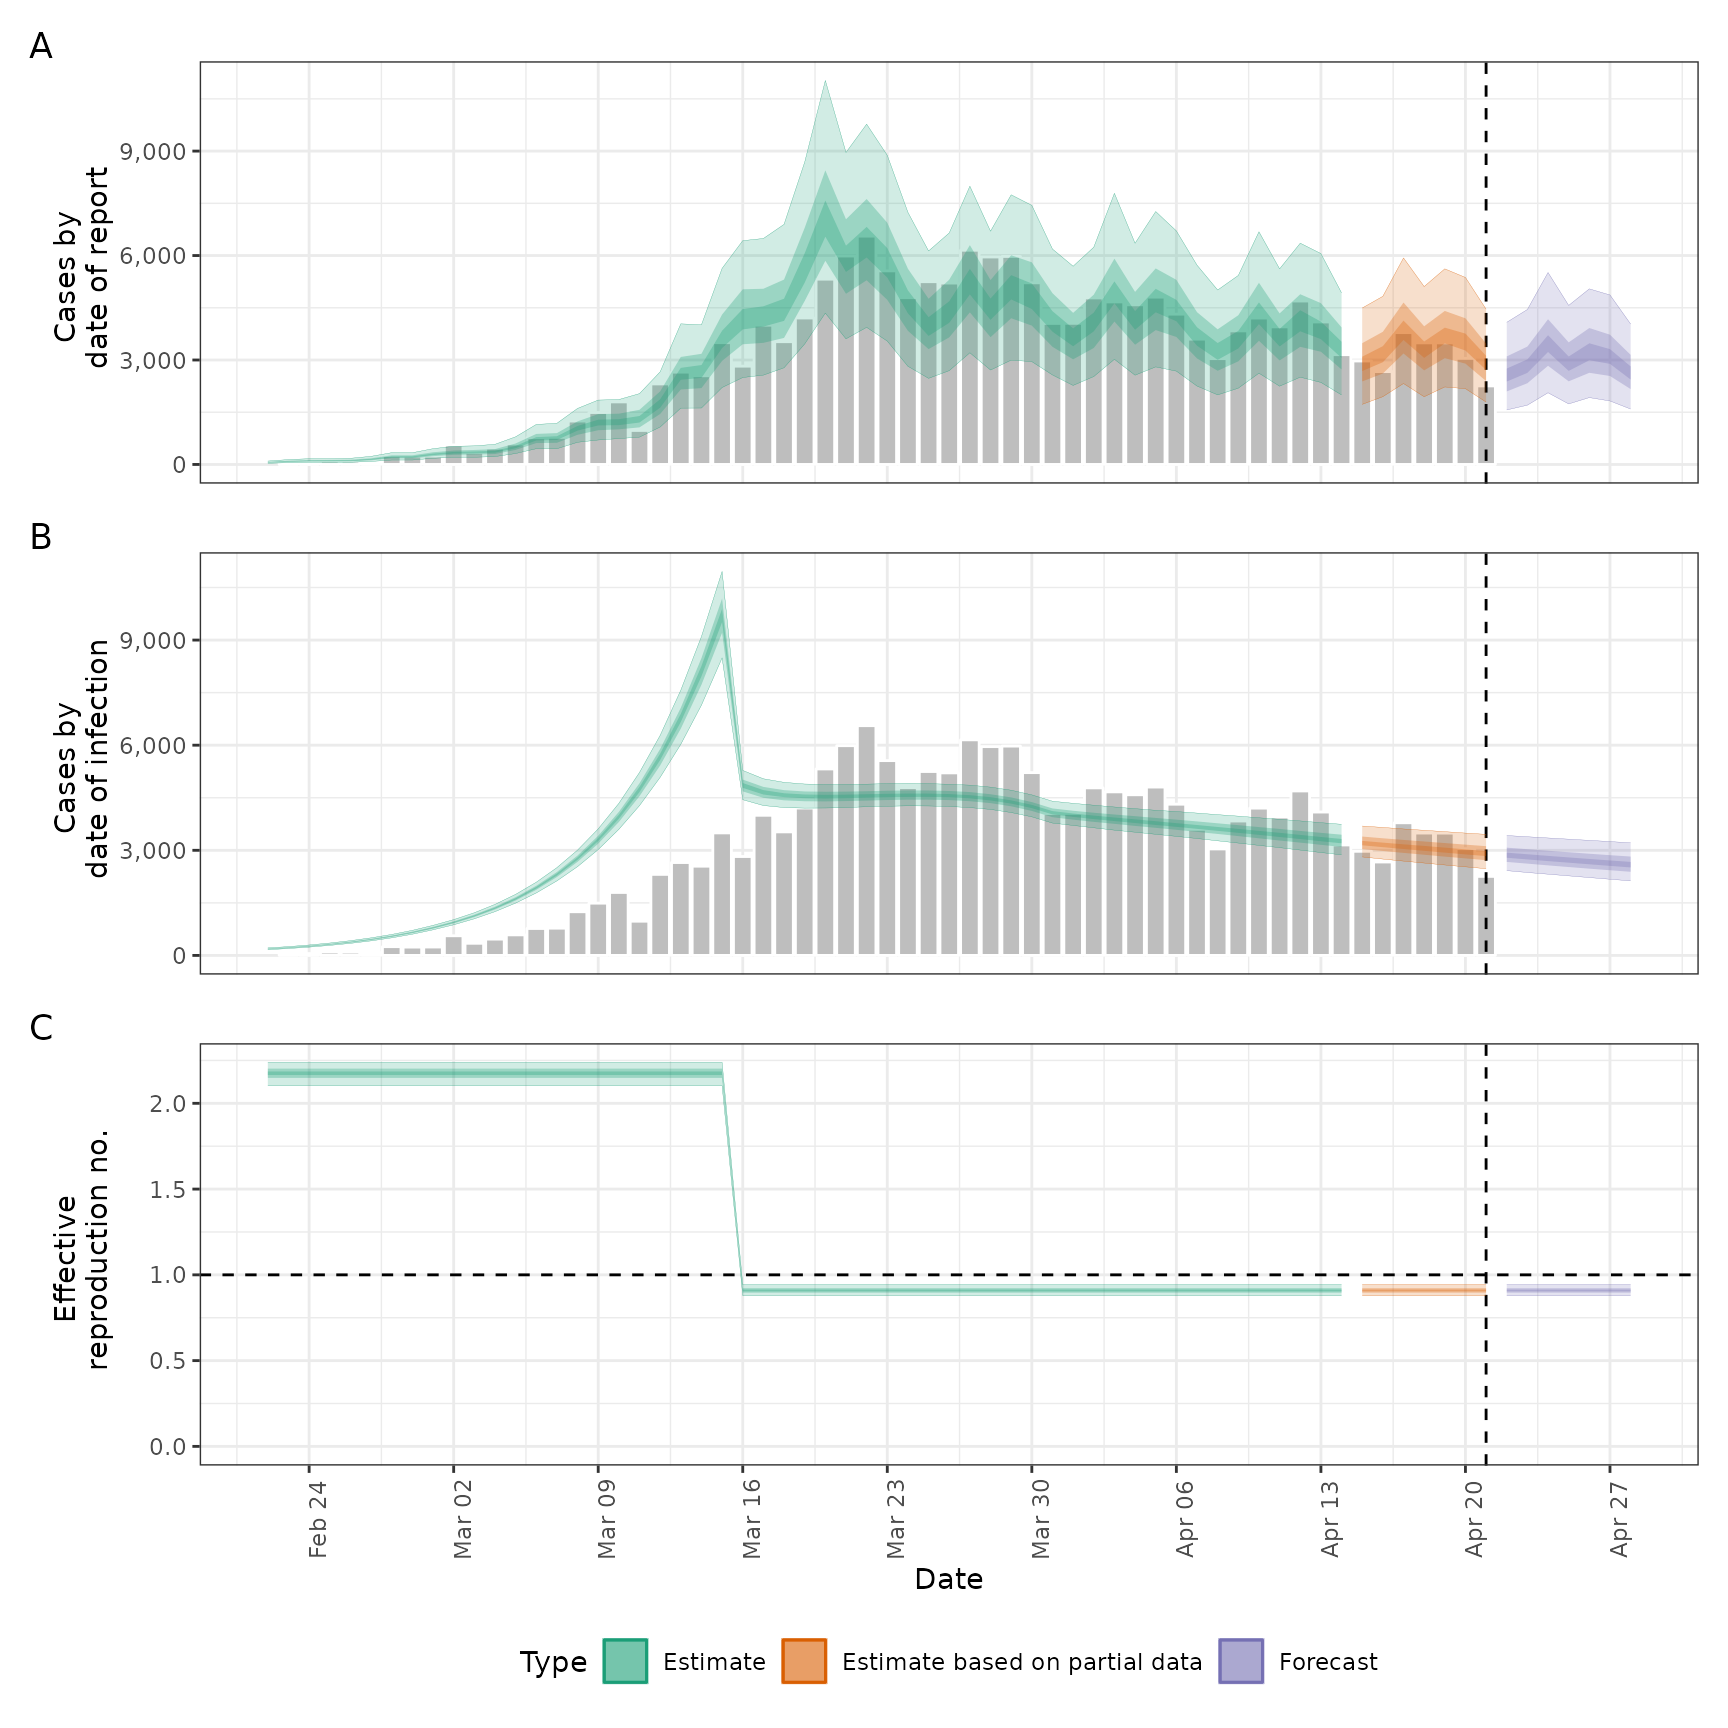 A
Cases by
date of report
9,000
6,000
3,000
0
B
Cases by
date of infection
9,000
6,000
3,000
0
C
Effective
reproduction no.
2.0
1.5
1.0
0.5
0.0
Feb 24
Mar 02
Mar 09
Mar 16
Mar 23
Mar 30
Apr 06
Apr 13
Apr 20
Apr 27
Date
Type Estimate Estimate based on partial data Forecast